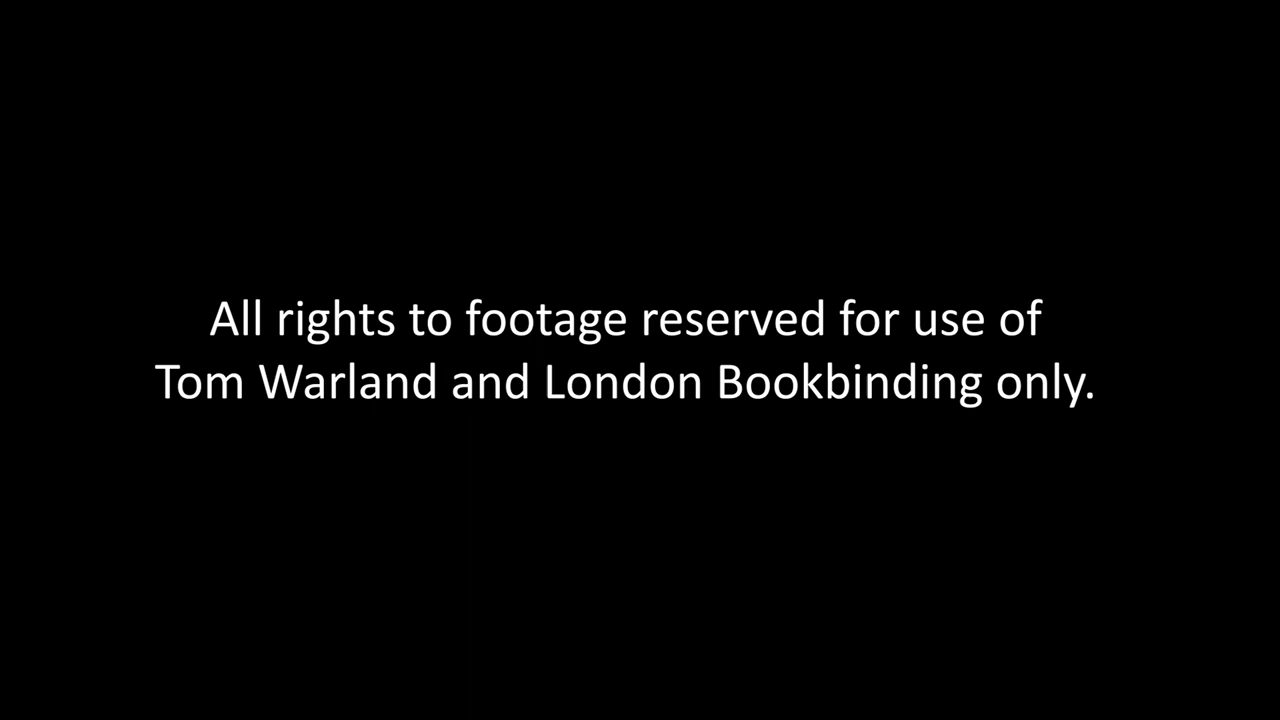 All rights to footage reserved for use of
Tom Warland and London Bookbinding only.